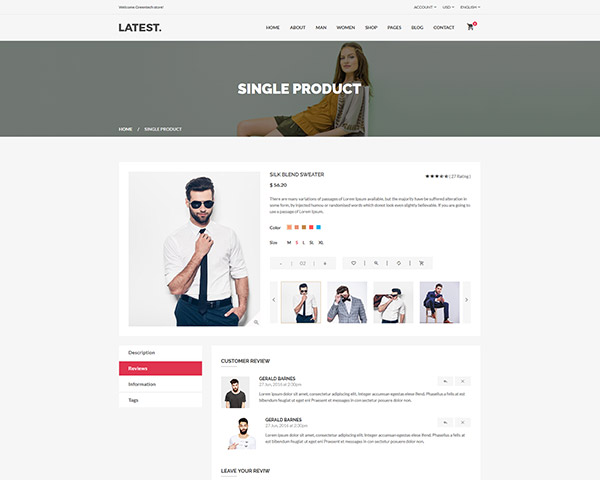 Welcome Greentech store!
ACCOUNT
USD
ENGLISH
LATEST.
HOME
ABOUT
MAN
WOMEN
SHOP
PAGES
BLOG
CONTACT
SINGLE PRODUCT
HOME / SINGLE PRODUCT
SILK BLEND SWEATER
( 27 Rating )
$ 56.20
There are many variations of passages of Lorem Ipsum available, but the majority have be suffered alteration in
some form, by injected humour or randomised words which donot look even slightly believable. If you are going to
use a passage of Lorem Ipsum.
Color
Size M S L SL XL
- 02 +
Description
Reviews
Information
Tags
CUSTOMER REVIEW
GERALD BARNES
27 Jun, 2016 at 2:30pm
Lorem ipsum dolor sit amet, consectetur adipiscing elit. Integer accumsan egestas elese ifend. Phasellus a felis at est
bibendum feugiat ut eget eni Praesent et messages in con sectetur posuere dolor non.
GERALD BARNES
27 Jun, 2016 at 2:30pm
Lorem ipsum dolor sit amet, consectetur adipiscing elit. Integer accumsan egestas elese ifend. Phasellus a felis at est
bibendum feugiat ut eget eni Praesent et messages in con sectetur posuere dolor non.
LEAVE YOUR REVIW